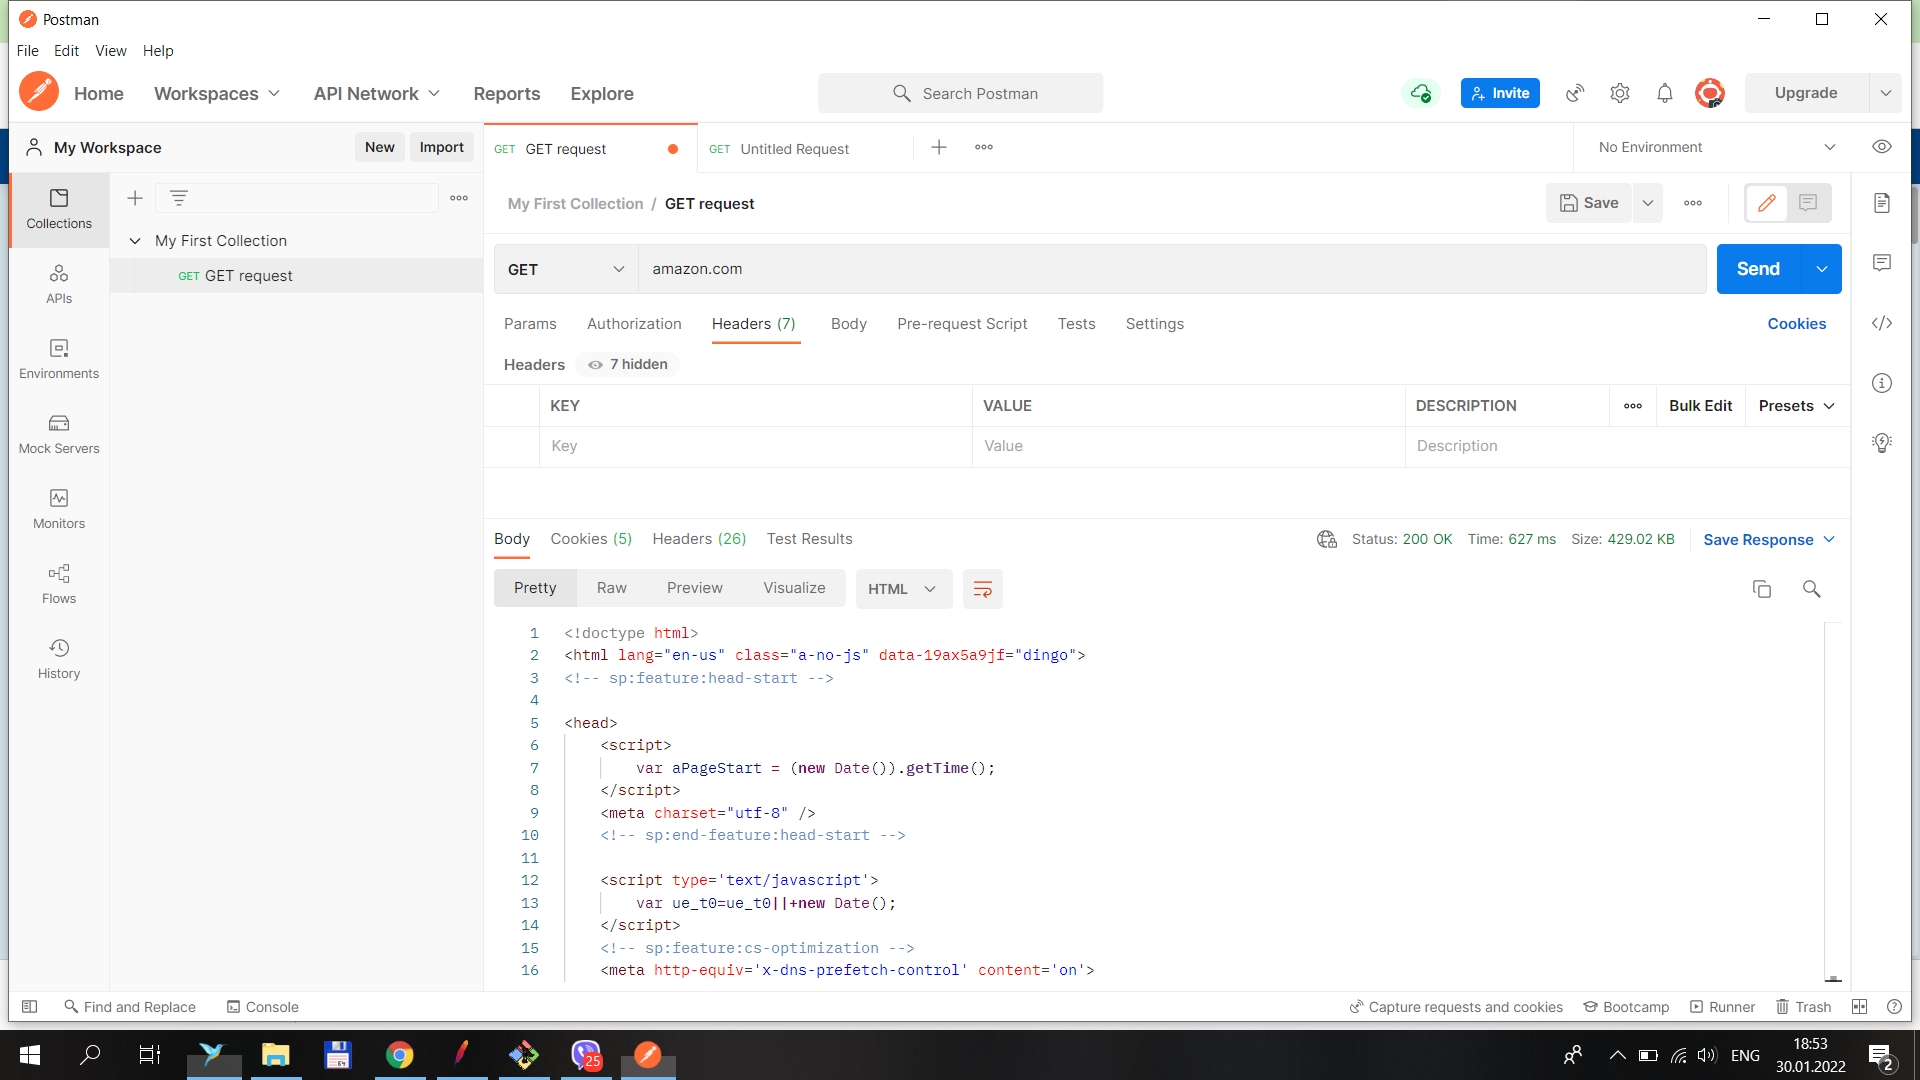 Postman
File Edit View Help
Home Workspaces API Network Reports Explore Search Postman Invite Upgrade
My Workspace New Import GET GET request GET Untitled Request No Environment
Collections
My First Collection / GET request Save
My First Collection
GET GET request
GET amazon.com Send
APIs
Params Authorization Headers (7) Body Pre-request Script Tests Settings Cookies
Environments
Headers 7 hidden
KEY VALUE DESCRIPTION Bulk Edit Presets
Key Value Description
Mock Servers
Monitors
Body Cookies (5) Headers (26) Test Results Status: 200 OK Time: 627 ms Size: 429.02 KB Save Response
Flows
Pretty Raw Preview Visualize HTML
History
1 <!doctype html>
2 <html lang="en-us" class="a-no-js" data-19ax5a9jf="dingo">
3 <!-- sp:feature:head-start -->
4
5 <head>
6 <script>
7 var aPageStart = (new Date()).getTime();
8 </script>
9 <meta charset="utf-8" />
10 <!-- sp:end-feature:head-start -->
11
12 <script type='text/javascript'>
13 var ue_t0=ue_t0||+new Date();
14 </script>
15 <!-- sp:feature:cs-optimization -->
16 <meta http-equiv='x-dns-prefetch-control' content='on'>
Find and Replace Console Capture requests and cookies Bootcamp Runner Trash
64 25 ENG 18:53
30.01.2022 2